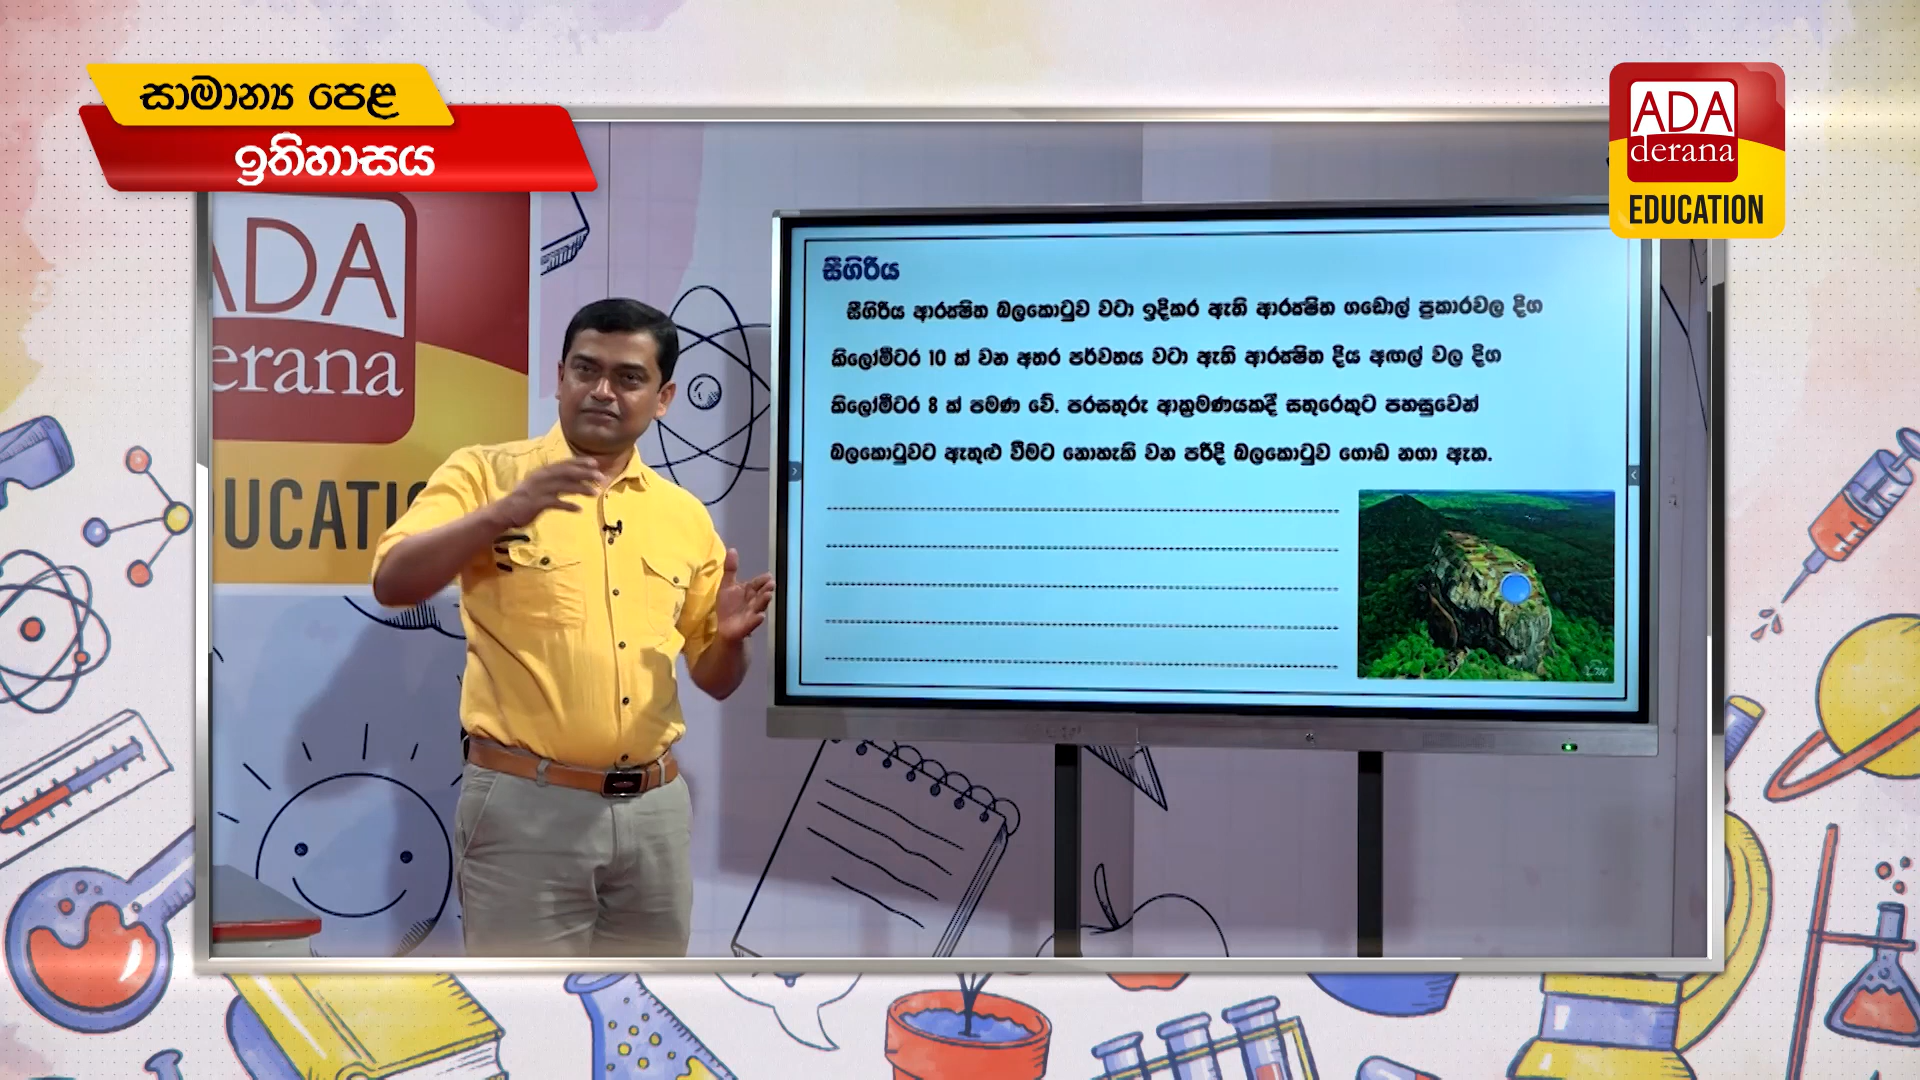 සාමාන්‍ය පෙළ
ඉතිහාසය
ADA
derana
EDUCATION
ADA
erana
UCATI
සීගිරිය
සීගිරිය ආරක්‍ෂිත බලකොටුව වටා ඉදිකර ඇති ආරක්‍ෂිත ගඩොල් ප්‍රකාරවල දිග
කිලෝමීටර 10 ක් වන අතර පර්වතය වටා ඇති ආරක්‍ෂිත දිය අඟල් වල දිග
කිලෝමීටර 8 ක් පමණ වේ. පරසතුරු ආක්‍රමණයකදී සතුරෙකුට පහසුවෙන්
බලකොටුවට ඇතුළු වීමට නොහැකි වන පරිදි බලකොටුව ගොඩ නගා ඇත.